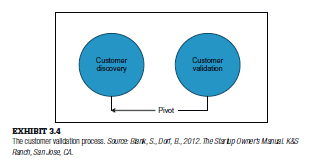 Customer
discovery
Customer
validation
Pivot
EXHIBIT 3.4
The customer validation process. Source: Blank, S., Dorf, B., 2012. The Startup Owner's Manual. K&S
Ranch, San Jose, CA.